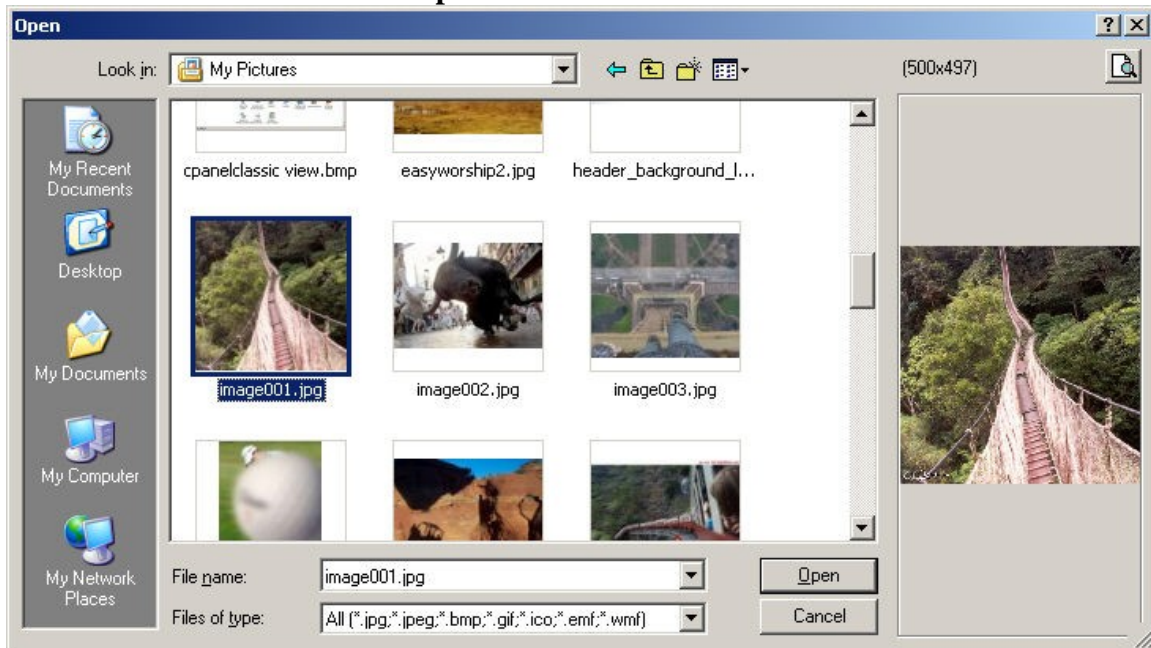 Open
Look in:
My Pictures
(500x497)
My Recent
Documents
Desktop
My Documents
My Computer
My Network
Places
cpanelclassic view.bmp
easyworship2.jpg
header_background_l...
image001.jpg
image002.jpg
image003.jpg
File name:
image001.jpg
Open
Files of type:
All (*.jpg;*.jpeg;*.bmp;*.gif;*.ico;*.emf;*.wmf)
Cancel